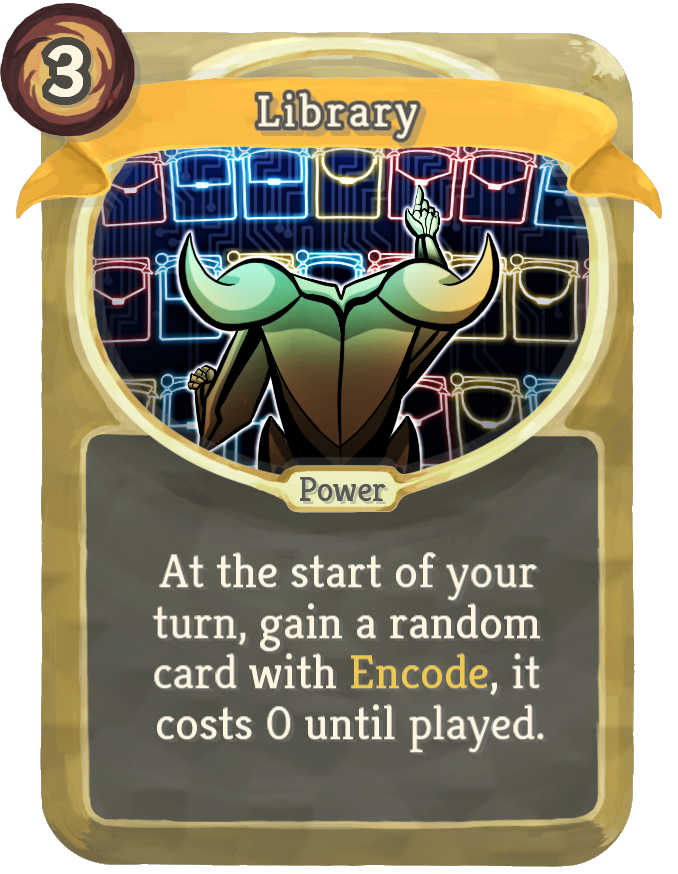 3
Library
Power
At the start of your
turn, gain a random
card with Encode, it
costs 0 until played.